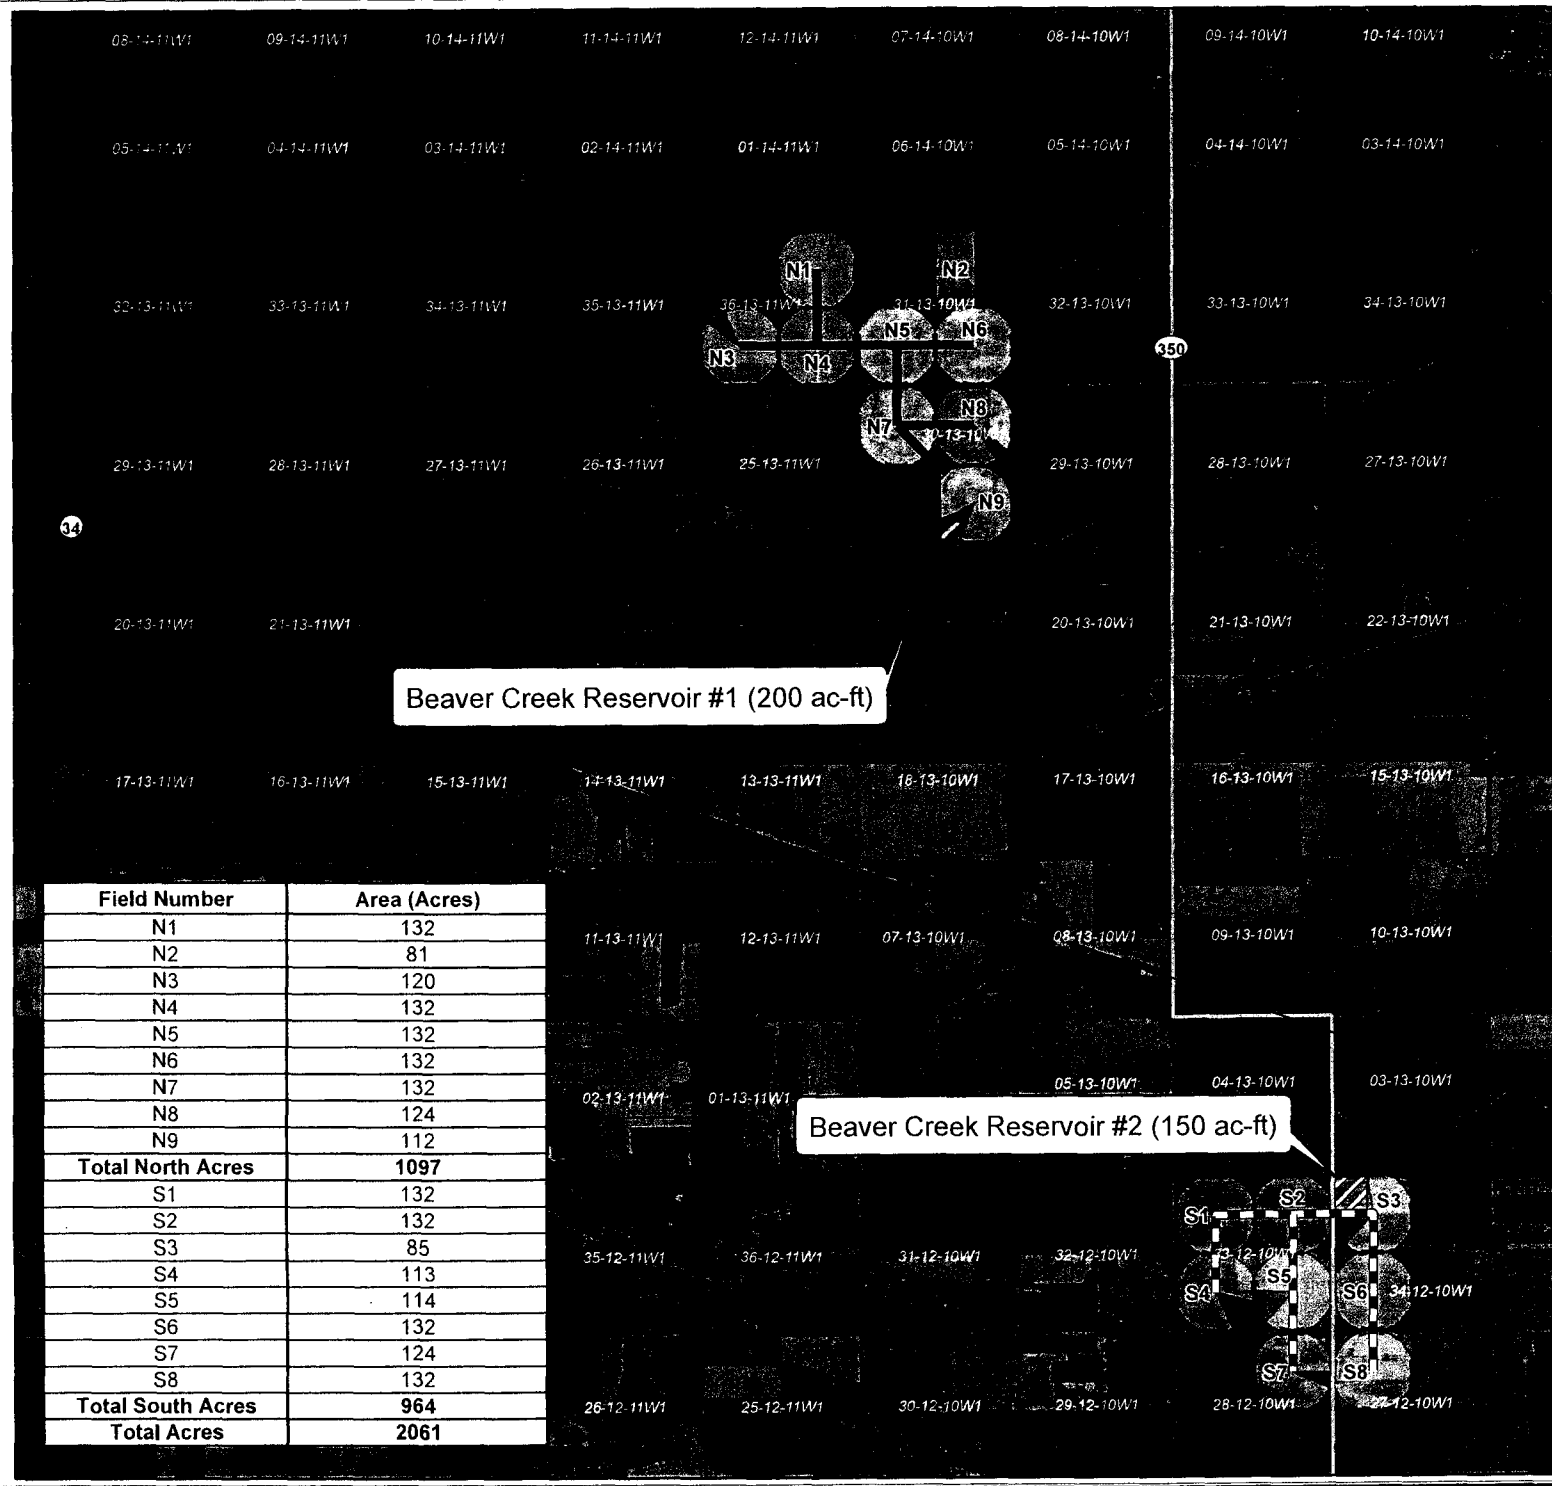 08-14-11W1 09-14-11W1 10-14-11W1 11-14-11W1 12-14-11W1 07-14-10W1 08-14-10W1 09-14-10W1 10-14-10W1
05-14-11W1 04-14-11W1 03-14-11W1 02-14-11W1 01-14-11W1 06-14-10W1 05-14-10W1 04-14-10W1 03-14-10W1
N1 N2
32-13-11W1 33-13-11W1 34-13-11W1 35-13-11W1 36-13-11W1 31-13-10W1 32-13-10W1 33-13-10W1 34-13-10W1
N5 N6
N3 N4 350
N8
N7 30-13-10W1
29-13-11W1 28-13-11W1 27-13-11W1 26-13-11W1 25-13-11W1 29-13-10W1 28-13-10W1 27-13-10W1
N9
34
20-13-11W1 21-13-11W1 20-13-10W1 21-13-10W1 22-13-10W1
Beaver Creek Reservoir #1 (200 ac-ft)
17-13-11W1 16-13-11W1 15-13-11W1 14-13-11W1 13-13-11W1 18-13-10W1 17-13-10W1 16-13-10W1 15-13-10W1
11-13-11W1 12-13-11W1 07-13-10W1 08-13-10W1 09-13-10W1 10-13-10W1
02-13-11W1 01-13-11W1 05-13-10W1 04-13-10W1 03-13-10W1
Beaver Creek Reservoir #2 (150 ac-ft)
S1 S2 S3
35-12-11W1 36-12-11W1 31-12-10W1 32-12-10W1 33-12-10W1
S4 S5 S6 34-12-10W1
S7 S8
26-12-11W1 25-12-11W1 30-12-10W1 29-12-10W1 28-12-10W1 27-12-10W1
Field Number Area (Acres)
N1 132
N2 81
N3 120
N4 132
N5 132
N6 132
N7 132
N8 124
N9 112
Total North Acres 1097
S1 132
S2 132
S3 85
S4 113
S5 114
S6 132
S7 124
S8 132
Total South Acres 964
Total Acres 2061